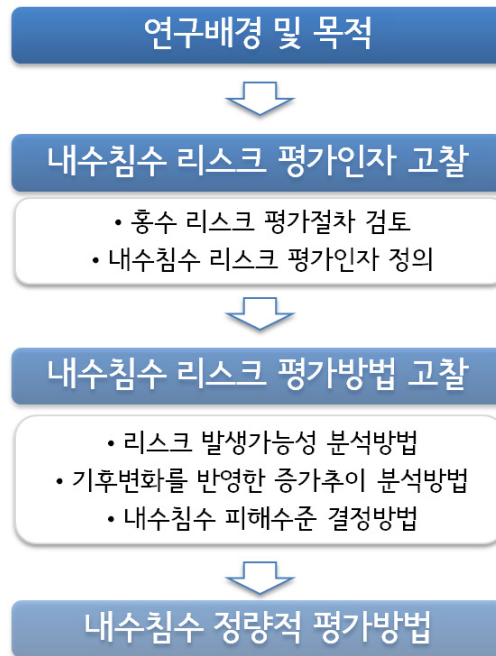 연구배경 및 목적
내수침수 리스크 평가인자 고찰
• 홍수 리스크 평가절차 검토
• 내수침수 리스크 평가인자 정의
내수침수 리스크 평가방법 고찰
• 리스크 발생가능성 분석방법
• 기후변화를 반영한 증가추이 분석방법
• 내수침수 피해수준 결정방법
내수침수 정량적 평가방법